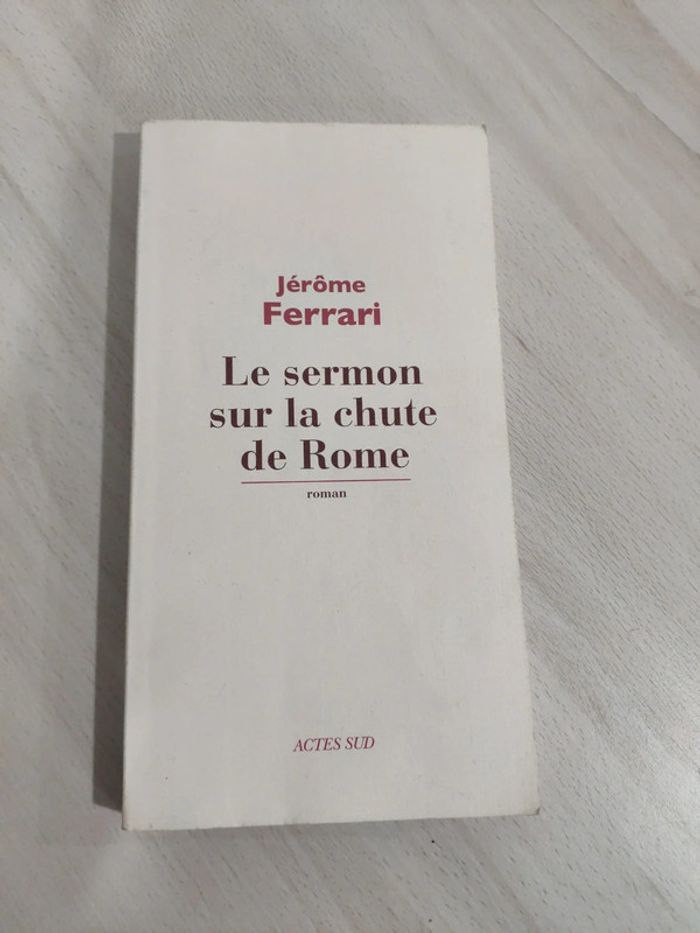 Jérôme
Ferrari
Le sermon
sur la chute
de Rome
roman
ACTES SUD